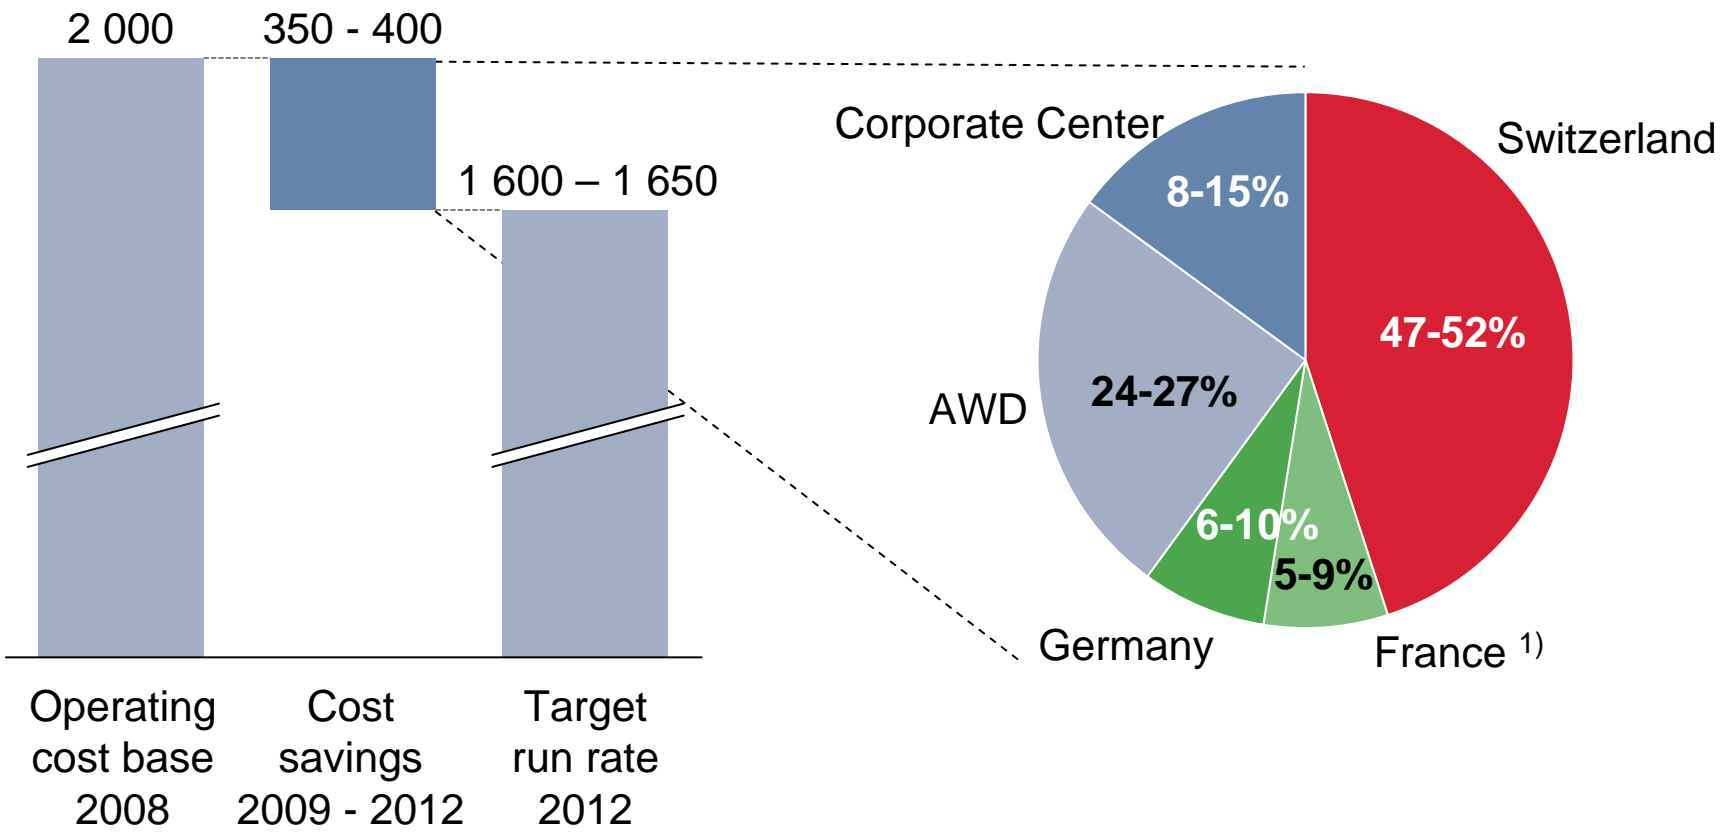 2 000
350 - 400
1 600 – 1 650
Operating
cost base
2008
Cost
savings
2009 - 2012
Target
run rate
2012
Corporate Center
Switzerland
8-15%
47-52%
AWD
24-27%
6-10%
5-9%
Germany
France 1)